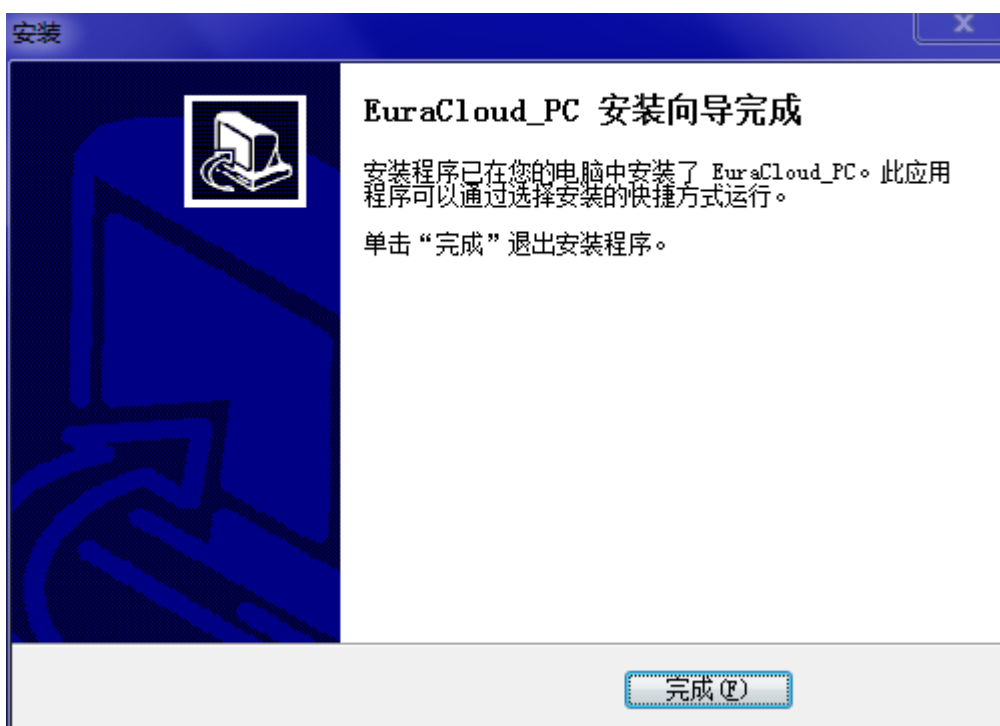 安装
X
EuraCloud_PC 安装向导完成
安装程序已在您的电脑中安装了 EuraCloud_PC。此应用
程序可以通过选择安装的快捷方式运行。
单击“完成”退出安装程序。
完成(F)